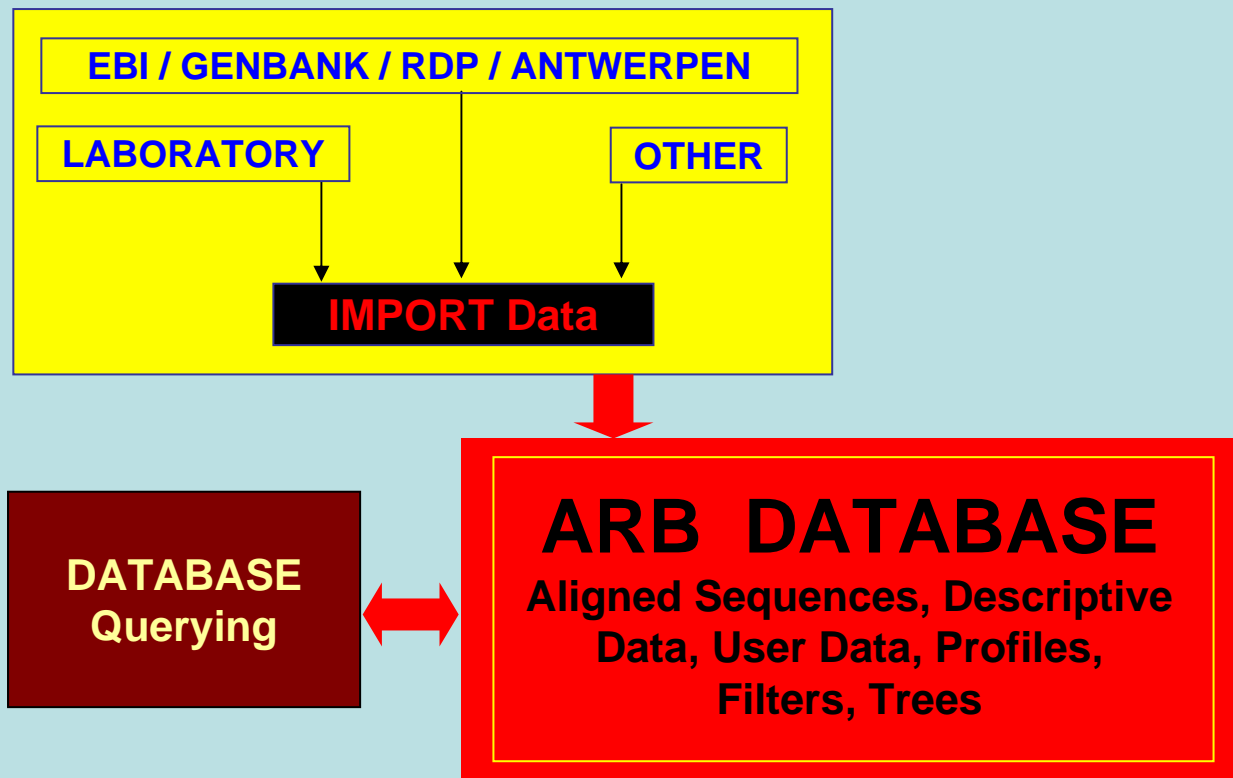 EBI / GENBANK / RDP / ANTWERPEN
LABORATORY
OTHER
IMPORT Data
DATABASE
Querying
ARB DATABASE
Aligned Sequences, Descriptive
Data, User Data, Profiles,
Filters, Trees